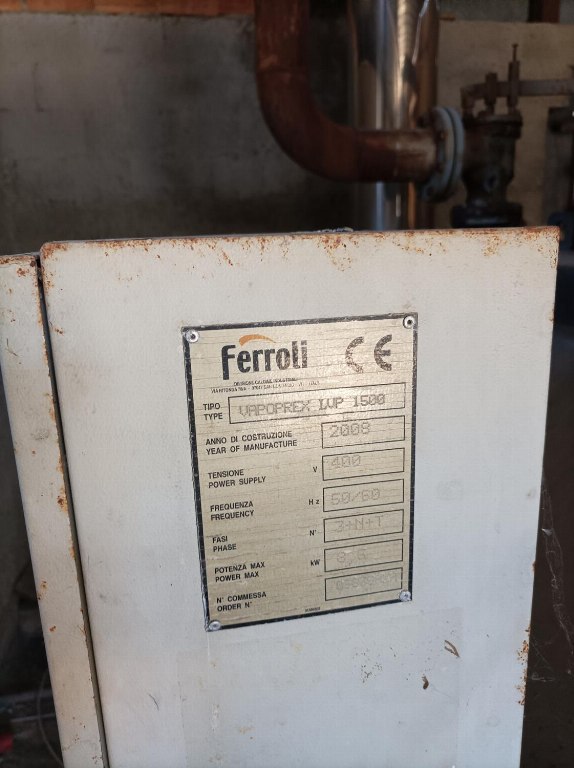 Ferroli CE
TIPO
TYPE VAPOPREX LVP 1500
ANNO DI COSTRUZIONE
YEAR OF MANUFACTURE 2008
TENSIONE
POWER SUPPLY V 400
FREQUENZA
FREQUENCY Hz 50/60
FASI
PHASE N° 3+N+T
POTENZA MAX
POWER MAX kW
N° COMMESSA
ORDER N°